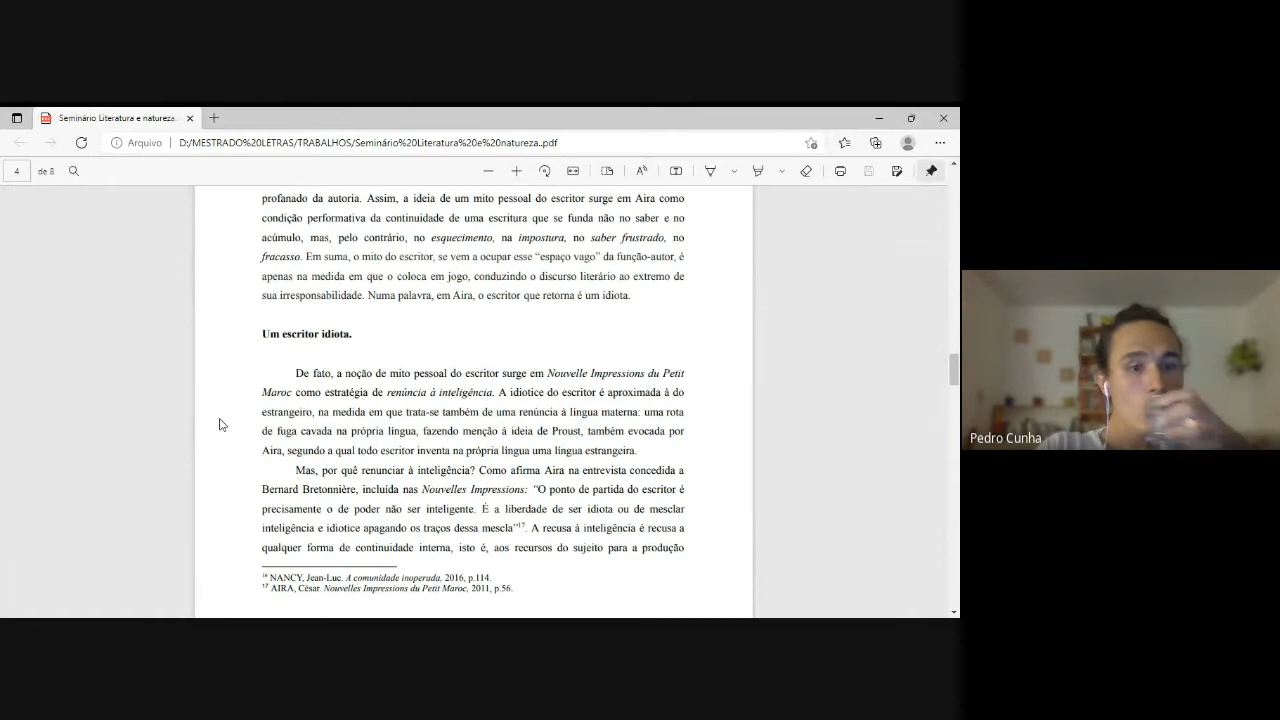 Seminário Literatura e natureza.
Arquivo D:/MESTRADO%20LETRAS/TRABALHOS/Seminário%20Literatura%20e%20natureza..pdf
4 de 8
profanado da autoria. Assim, a ideia de um mito pessoal do escritor surge em Aira como
condição performativa da continuidade de uma escritura que se funda não no saber e no
acúmulo, mas, pelo contrário, no esquecimento, na impostura, no saber frustrado, no
fracasso. Em suma, o mito do escritor, se vem a ocupar esse “espaço vago” da função-autor, é
apenas na medida em que o coloca em jogo, conduzindo o discurso literário ao extremo de
sua irresponsabilidade. Numa palavra, em Aira, o escritor que retorna é um idiota.
Um escritor idiota.
De fato, a noção de mito pessoal do escritor surge em Nouvelle Impressions du Petit
Maroc como estratégia de renúncia à inteligência. A idiotice do escritor é aproximada à do
estrangeiro, na medida em que trata-se também de uma renúncia à língua materna: uma rota
de fuga cavada na própria língua, fazendo menção à ideia de Proust, também evocada por
Aira, segundo a qual todo escritor inventa na própria língua uma língua estrangeira.
Mas, por quê renunciar à inteligência? Como afirma Aira na entrevista concedida a
Bernard Bretonnière, incluída nas Nouvelles Impressions: “O ponto de partida do escritor é
precisamente o de poder não ser inteligente. É a liberdade de ser idiota ou de mesclar
inteligência e idiotice apagando os traços dessa mescla”17. A recusa à inteligência é recusa a
qualquer forma de continuidade interna, isto é, aos recursos do sujeito para a produção
16 NANCY, Jean-Luc. A comunidade inoperada, 2016, p.114.
17 AIRA, César. Nouvelles Impressions du Petit Maroc, 2011, p.56.
Pedro Cunha